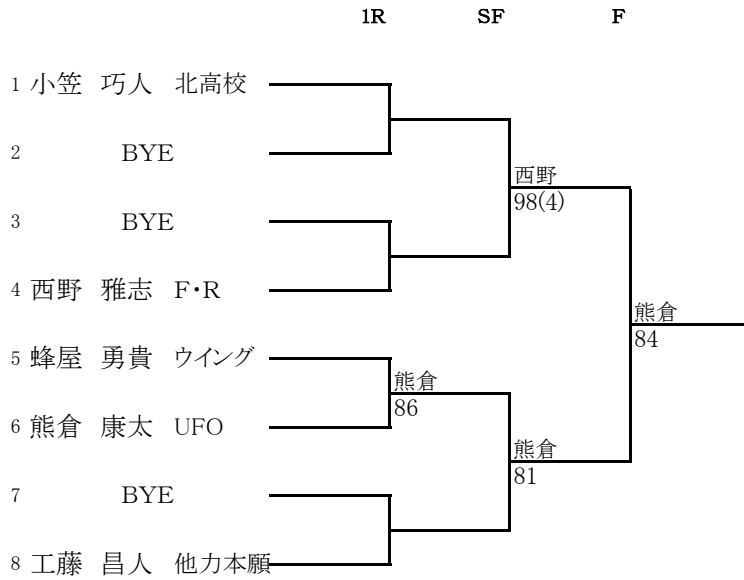 1R SF F
1 小笠 巧人 北高校
2 BYE
西野
98(4)
3 BYE
4 西野 雅志 F・R
熊倉
84
5 蜂屋 勇貴 ウイング
熊倉
86
6 熊倉 康太 UFO
熊倉
81
7 BYE
8 工藤 昌人 他力本願